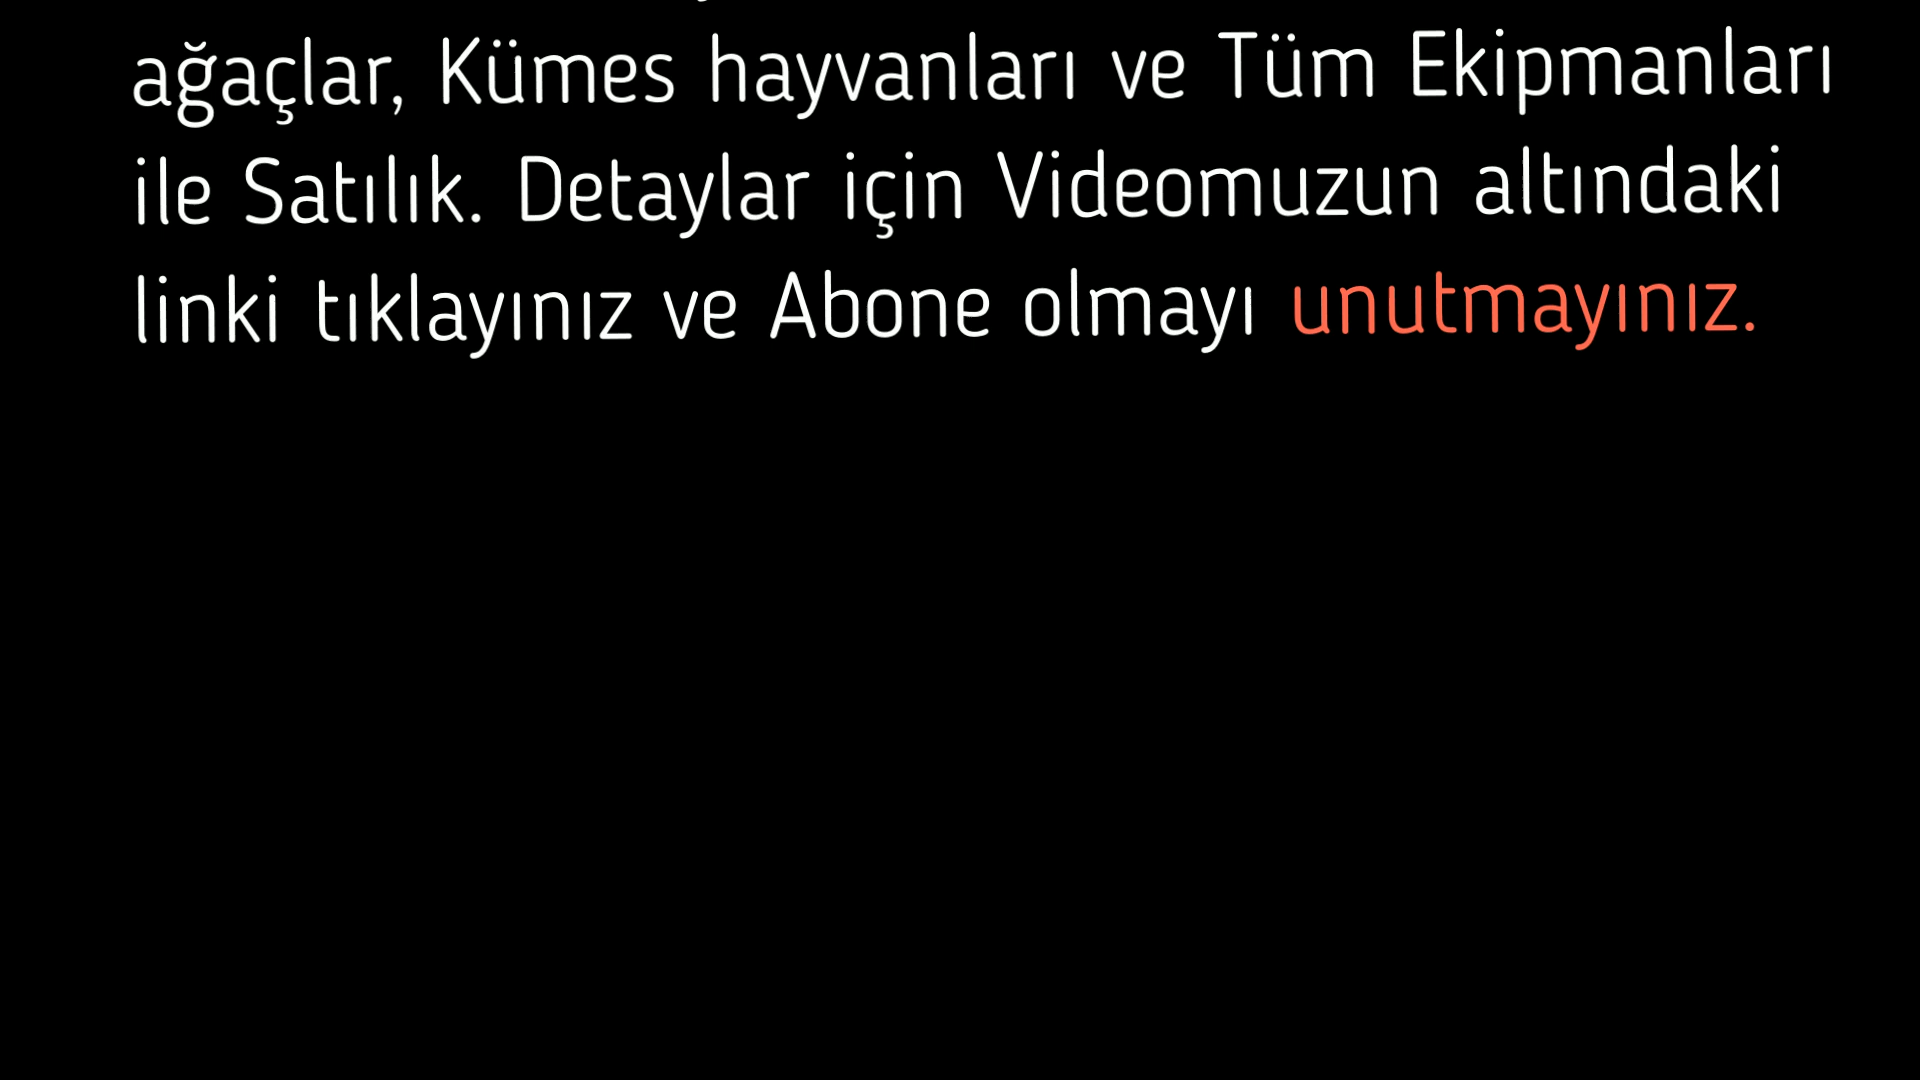 ağaçlar, Kümes hayvanları ve Tüm Ekipmanları
ile Satılık. Detaylar için Videomuzun altındaki
linki tıklayınız ve Abone olmayı unutmayınız.